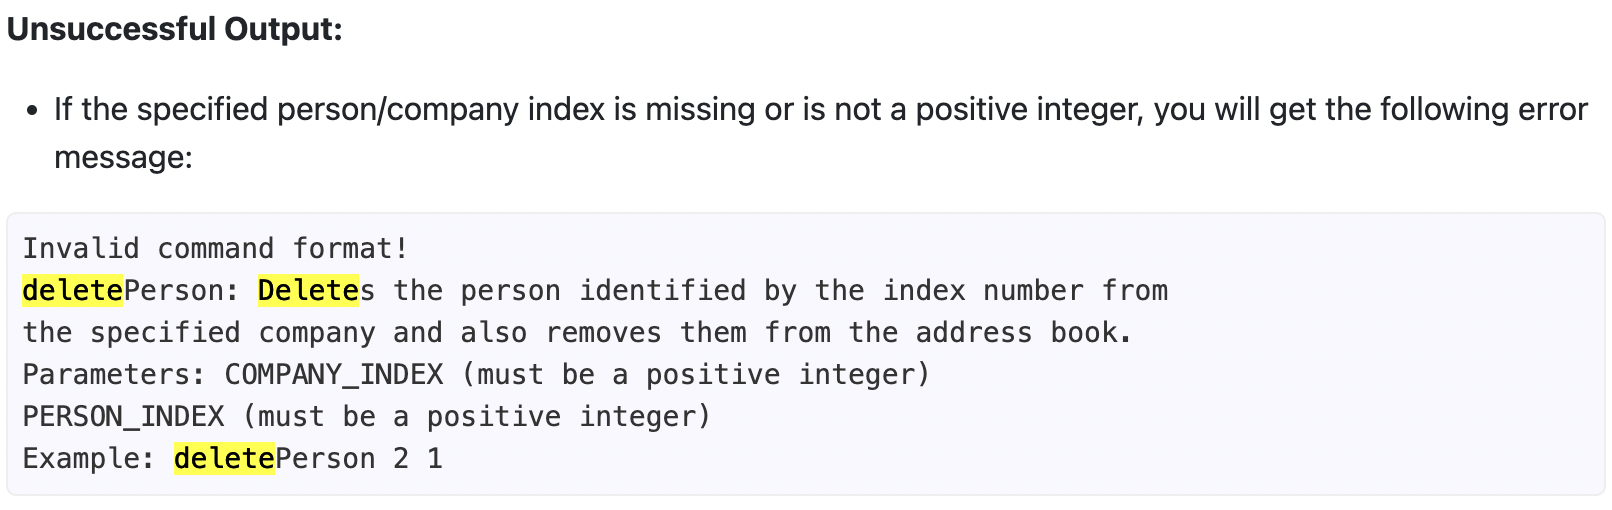 Unsuccessful Output:
• If the specified person/company index is missing or is not a positive integer, you will get the following error
message:
Invalid command format!
deletePerson: Deletes the person identified by the index number from
the specified company and also removes them from the address book.
Parameters: COMPANY_INDEX (must be a positive integer)
PERSON_INDEX (must be a positive integer)
Example: deletePerson 2 1